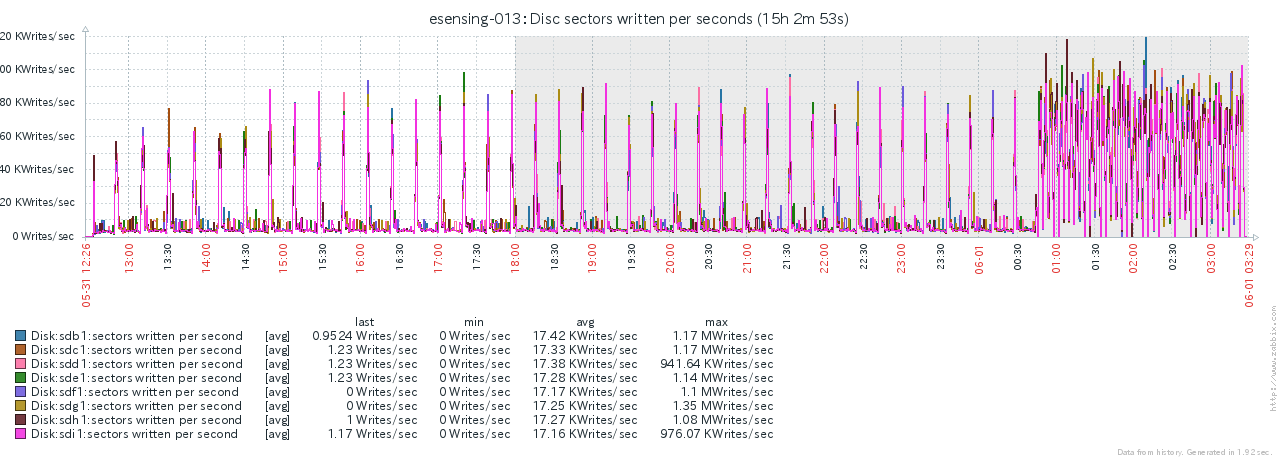 esensing-013: Disc sectors written per seconds (15h 2m 53s)
20 KWrites/sec
00 KWrites/sec
80 KWrites/sec
60 KWrites/sec
40 KWrites/sec
20 KWrites/sec
0 Writes/sec
05-31 12:26 13:00 13:30 14:00 14:30 15:00 15:30 16:00 16:30 17:00 17:30 18:00 18:30 19:00 19:30 20:00 20:30 21:00 21:30 22:00 22:30 23:00 23:30 06-01 00:30 01:00 01:30 02:00 02:30 03:00 06-01 03:29
last min avg max
Disk:sdb1:sectors written per second [avg] 0.9524 Writes/sec 0 Writes/sec 17.42 KWrites/sec 1.17 MWrites/sec
Disk:sdc1:sectors written per second [avg] 1.23 Writes/sec 0 Writes/sec 17.33 KWrites/sec 1.17 MWrites/sec
Disk:sdd1:sectors written per second [avg] 1.23 Writes/sec 0 Writes/sec 17.38 KWrites/sec 941.64 KWrites/sec
Disk:sde1:sectors written per second [avg] 1.23 Writes/sec 0 Writes/sec 17.28 KWrites/sec 1.14 MWrites/sec
Disk:sdf1:sectors written per second [avg] 0 Writes/sec 0 Writes/sec 17.17 KWrites/sec 1.1 MWrites/sec
Disk:sdg1:sectors written per second [avg] 0 Writes/sec 0 Writes/sec 17.25 KWrites/sec 1.35 MWrites/sec
Disk:sdh1:sectors written per second [avg] 1 Writes/sec 0 Writes/sec 17.27 KWrites/sec 1.08 MWrites/sec
Disk:sdi1:sectors written per second [avg] 1.17 Writes/sec 0 Writes/sec 17.16 KWrites/sec 976.07 KWrites/sec
https://www.zabbix.com
Data from history. Generated in 1.92 sec.